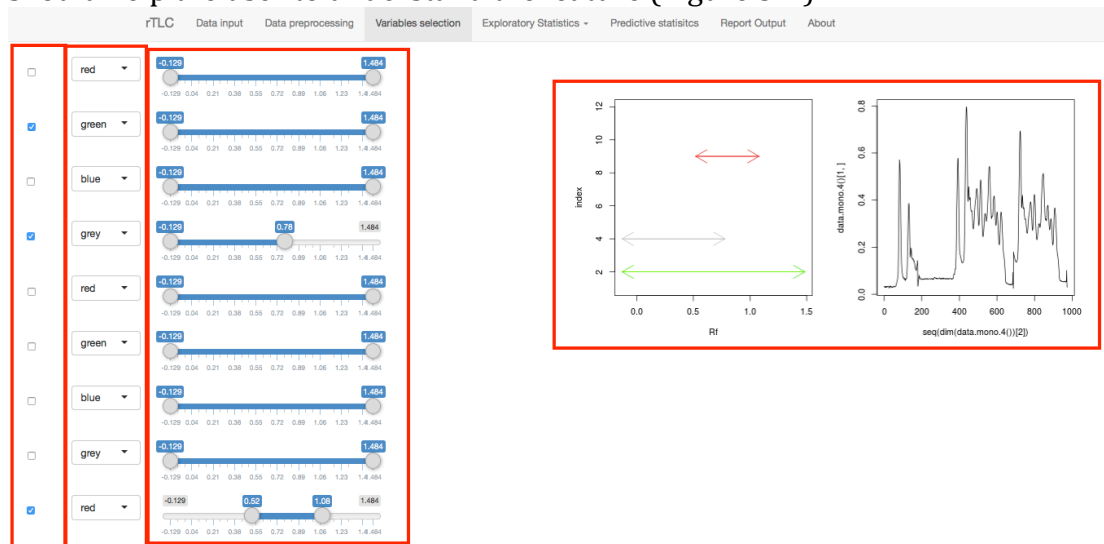 should help the user to understand the feature (Figure
rTLC Data input Data preprocessing Variables selection Exploratory Statistics Predictive statisitcs Report Output About
red -0.129 1.484
-0.129 0.04 0.21 0.38 0.55 0.72 0.89 1.06 1.23 1.484
green -0.129 1.484
-0.129 0.04 0.21 0.38 0.55 0.72 0.89 1.06 1.23 1.484
blue -0.129 1.484
-0.129 0.04 0.21 0.38 0.55 0.72 0.89 1.06 1.23 1.484
grey -0.129 0.78 1.484
-0.129 0.04 0.21 0.38 0.55 0.72 0.89 1.06 1.23 1.484
red -0.129 1.484
-0.129 0.04 0.21 0.38 0.55 0.72 0.89 1.06 1.23 1.484
green -0.129 1.484
-0.129 0.04 0.21 0.38 0.55 0.72 0.89 1.06 1.23 1.484
blue -0.129 1.484
-0.129 0.04 0.21 0.38 0.55 0.72 0.89 1.06 1.23 1.484
grey -0.129 1.484
-0.129 0.04 0.21 0.38 0.55 0.72 0.89 1.06 1.23 1.484
red -0.129 0.52 1.08 1.484
-0.129 0.04 0.21 0.38 0.55 0.72 0.89 1.06 1.23 1.484
index
12
10
8
6
4
2
0.0 0.5 1.0 1.5
Rf
data.mono.4()[1, ]
0.8
0.6
0.4
0.2
0.0
0 200 400 600 800 1000
seq(dim(data.mono.4())[2])